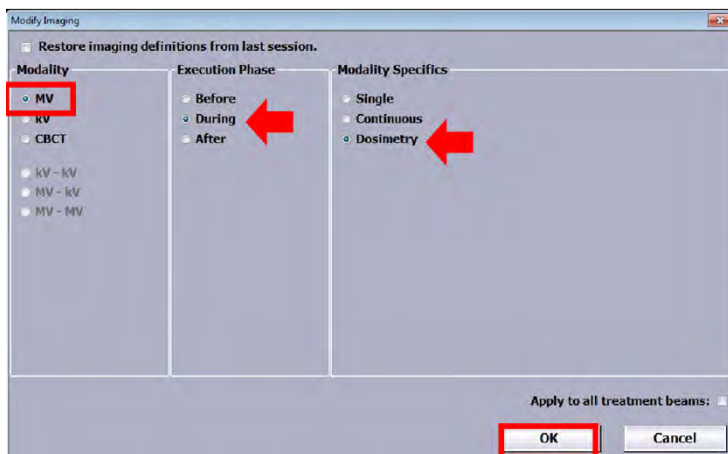 Modify Imaging
Restore imaging definitions from last session.
Modality
MV
kV
CBCT
kV - kV
MV - kV
MV - MV
Execution Phase
Before
During
After
Modality Specifics
Single
Continuous
Dosimetry
Apply to all treatment beams:
OK
Cancel